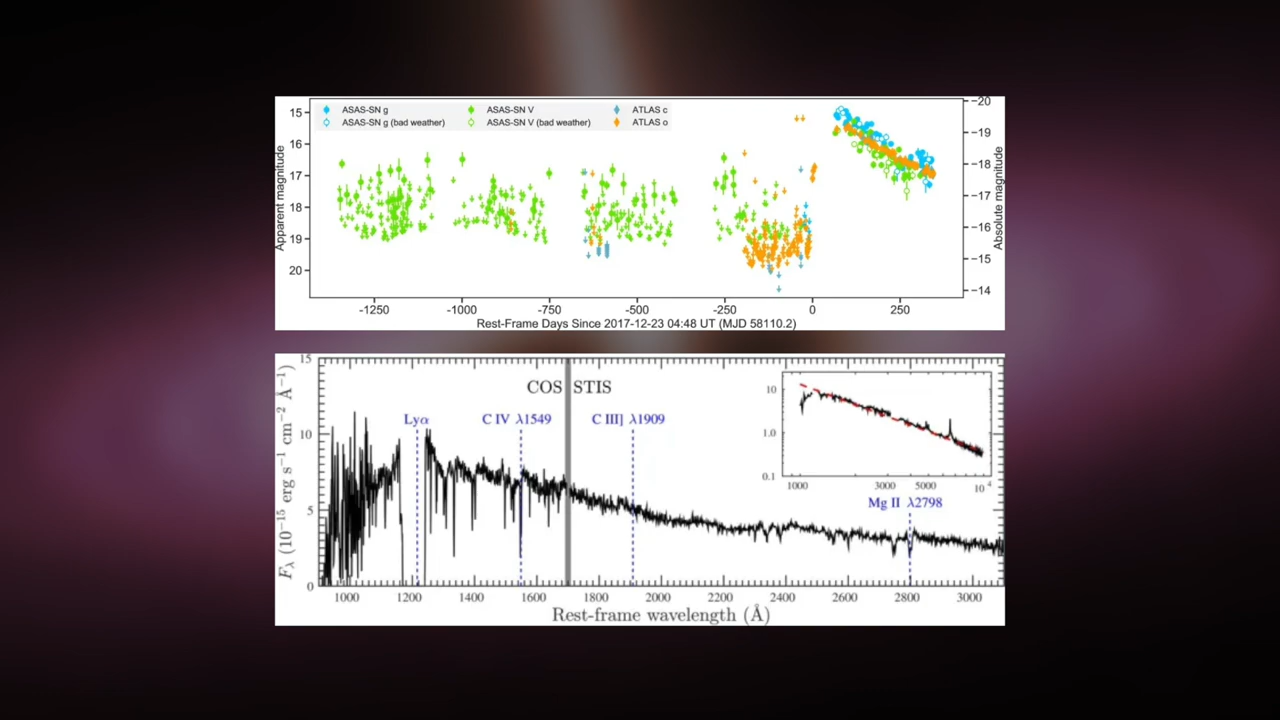 ASAS-SN g
ASAS-SN V
ATLAS c
ASAS-SN g (bad weather)
ASAS-SN V (bad weather)
ATLAS o
Apparent magnitude
15
16
17
18
19
20
-20
-19
-18
-17
-16
-15
-14
Absolute magnitude
-1250 -1000 -750 -500 -250 0 250
Rest-Frame Days Since 2017-12-23 04:48 UT (MJD 58110.2)
Fλ (10−15 erg s−1 cm−2 Å−1)
15
10
5
0
COS STIS
Lyα
C IV λ1549
C III] λ1909
Mg II λ2798
10
1.0
0.1
1000 3000 5000 10 4
1000 1200 1400 1600 1800 2000 2200 2400 2600 2800 3000
Rest-frame wavelength (Å)